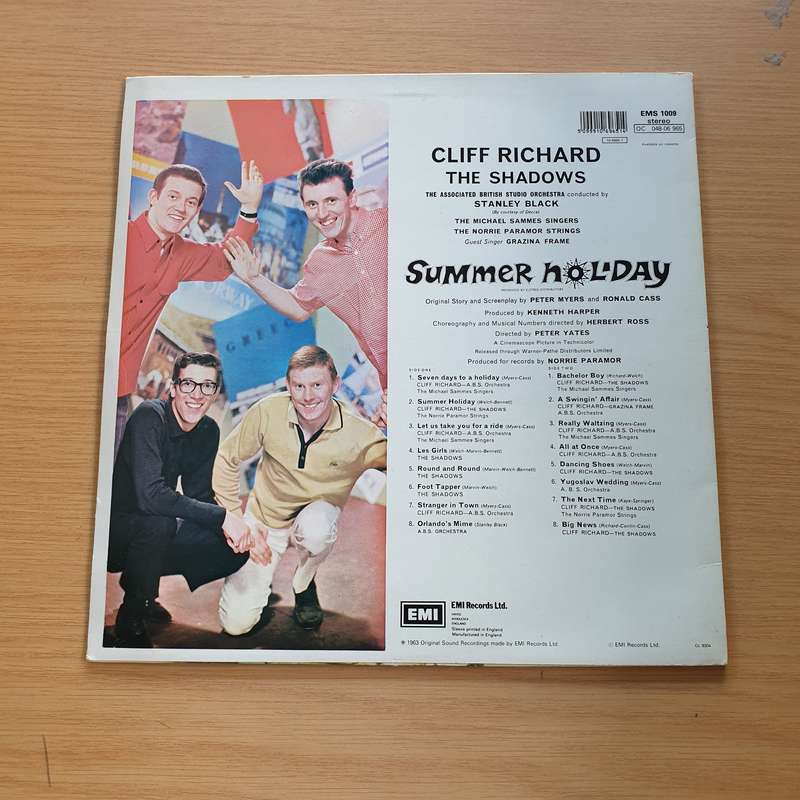 EMS 1009
stereo
OC 048-06 965
CLIFF RICHARD
THE SHADOWS
THE ASSOCIATED BRITISH STUDIO ORCHESTRA conducted by
STANLEY BLACK
(By courtesy of Decca)
THE MICHAEL SAMMES SINGERS
THE NORRIE PARAMOR STRINGS
Guest Singer GRAZINA FRAME
SUMMER HOLIDAY
Original Story and Screenplay by PETER MYERS and RONALD CASS
Produced by KENNETH HARPER
Choreography and Musical Numbers directed by HERBERT ROSS
Directed by PETER YATES
A Cinemascope Picture in Technicolor
Released through Warner-Pathe Distributors Limited
Produced for records by NORRIE PARAMOR
SIDE ONE
1. Seven days to a holiday (Myers-Cass)
CLIFF RICHARD—A.B.S. Orchestra
The Michael Sammes Singers
2. Summer Holiday (Welch-Bennett)
CLIFF RICHARD—THE SHADOWS
The Norrie Paramor Strings
3. Let us take you for a ride (Myers-Cass)
CLIFF RICHARD—A.B.S. Orchestra
The Michael Sammes Singers
4. Les Girls (Welch-Marvin-Bennett)
THE SHADOWS
5. Round and Round (Marvin-Welch-Bennett)
THE SHADOWS
6. Foot Tapper (Marvin-Welch)
THE SHADOWS
7. Stranger in Town (Myers-Cass)
CLIFF RICHARD—A.B.S. Orchestra
8. Orlando's Mime (Stanley Black)
A.B.S. ORCHESTRA
SIDE TWO
1. Bachelor Boy (Richard-Welch)
CLIFF RICHARD—THE SHADOWS
The Michael Sammes Singers
2. A Swingin' Affair (Myers-Cass)
CLIFF RICHARD—GRAZINA FRAME
A.B.S. Orchestra
3. Really Waltzing (Myers-Cass)
CLIFF RICHARD—A.B.S. Orchestra
The Michael Sammes Singers
4. All at Once (Myers-Cass)
CLIFF RICHARD—A.B.S. Orchestra
5. Dancing Shoes (Welch-Marvin)
CLIFF RICHARD—THE SHADOWS
6. Yugoslav Wedding (Myers-Cass)
A. B. S. Orchestra
7. The Next Time (Kaye-Springer)
CLIFF RICHARD—THE SHADOWS
The Norrie Paramor Strings
8. Big News (Richard-Conlin-Cass)
CLIFF RICHARD—THE SHADOWS
NORWAY
GREECE
EMI
EMI Records Ltd.
HAYES
MIDDLESEX
ENGLAND
Sleeve printed in England
Manufactured in England
℗ 1963 Original Sound Recordings made by EMI Records Ltd.
© EMI Records Ltd.